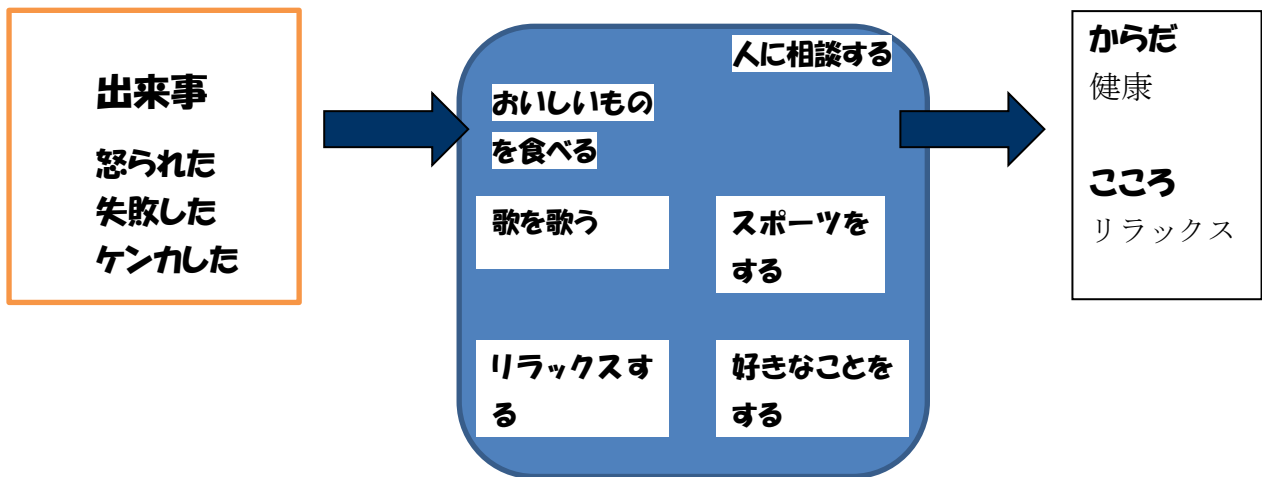 出来事
怒られた
失敗した
ケンカした
人に相談する
おいしいもの
を食べる
歌を歌う
スポーツを
する
リラックスす
る
好きなことを
する
からだ
健康
こころ
リラックス